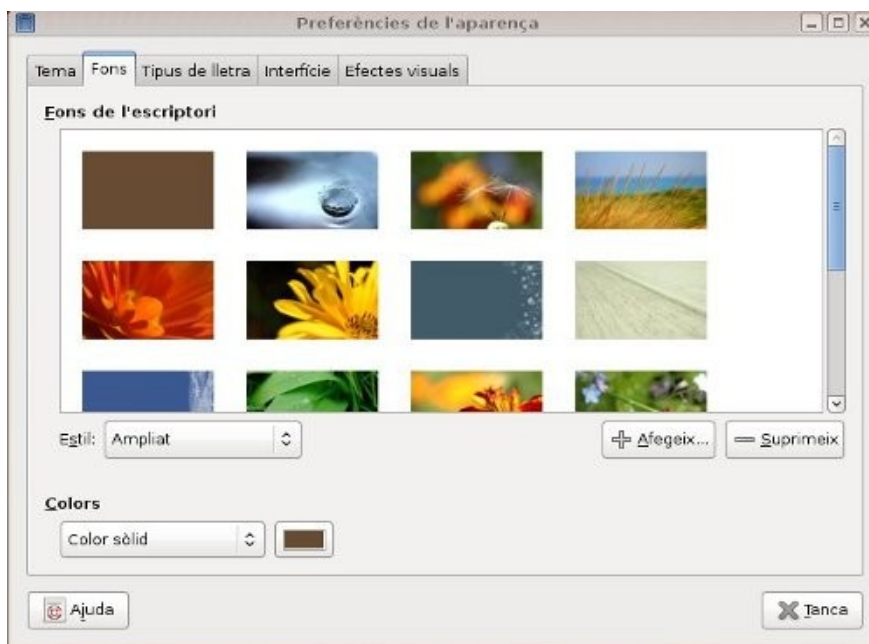 Preferències de l'aparença
Tema Fons Tipus de lletra Interfície Efectes visuals
Fons de l'escriptori
Estil: Ampliat Afegeix... Suprimeix
Colors
Color sòlid
Ajuda Tanca